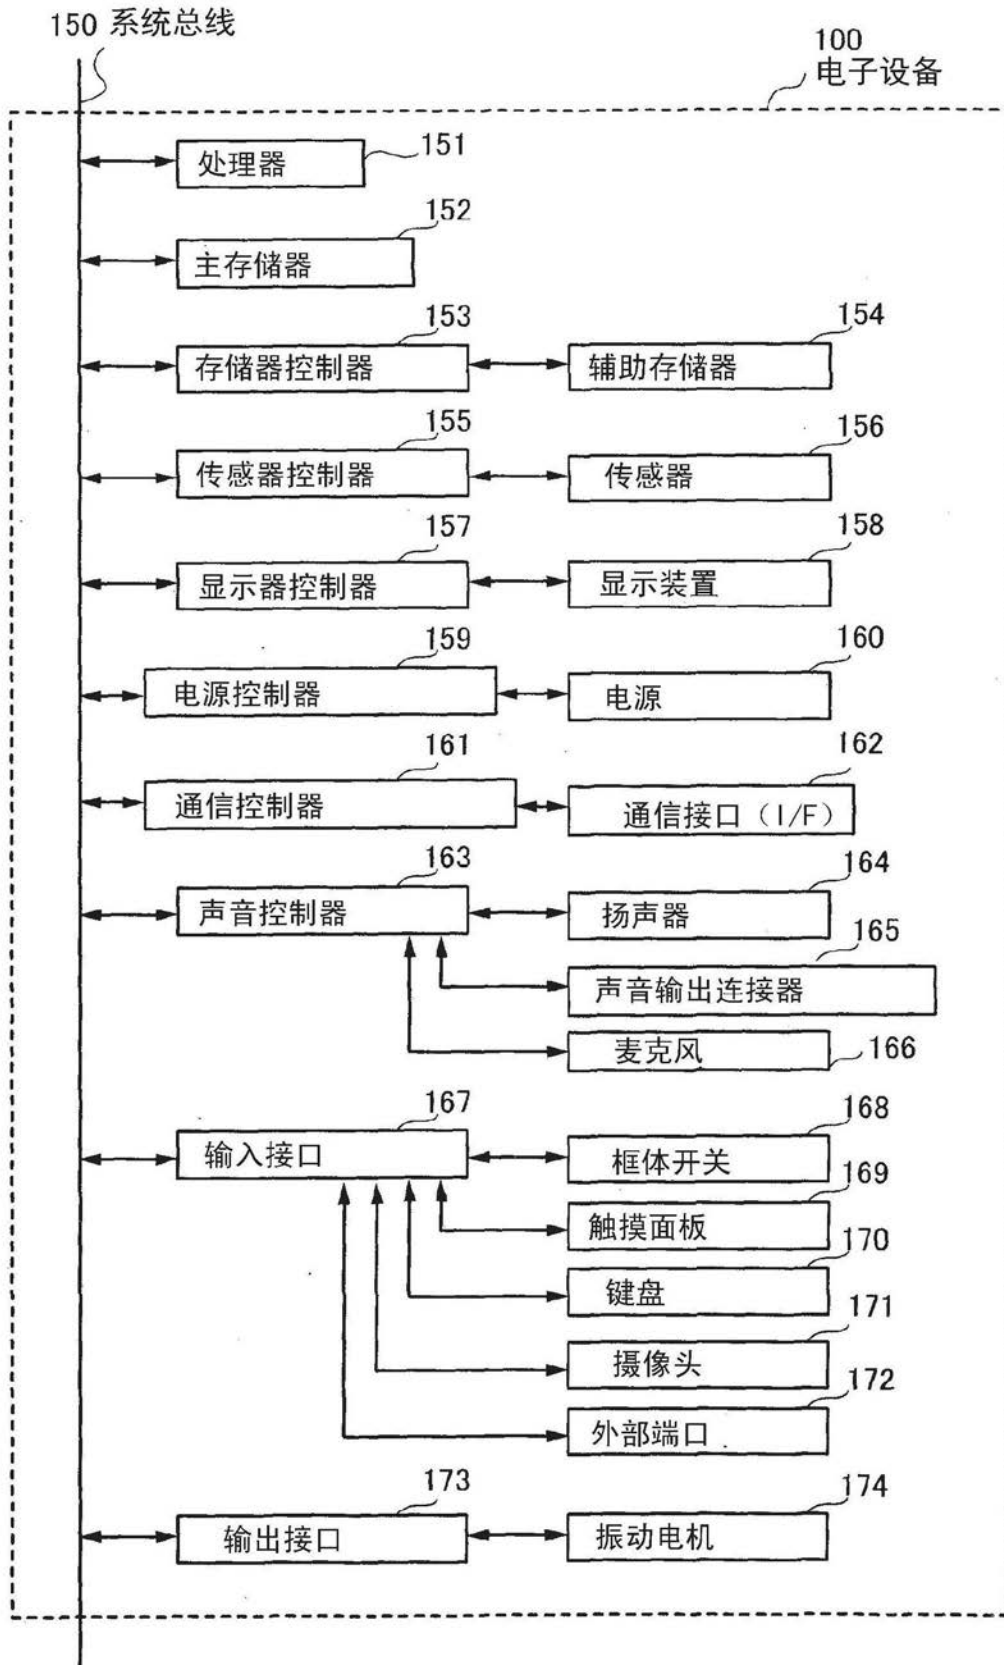 150 系统总线
100
电子设备
处理器 151
152
主存储器
153
存储器控制器
154
辅助存储器
155
传感器控制器
156
传感器
157
显示器控制器
158
显示装置
159
电源控制器
160
电源
161
通信控制器
162
通信接口（I/F）
163
声音控制器
164
扬声器
165
声音输出连接器
麦克风 166
167
输入接口
168
框体开关
169
触摸面板
170
键盘
171
摄像头
172
外部端口
173
输出接口
174
振动电机